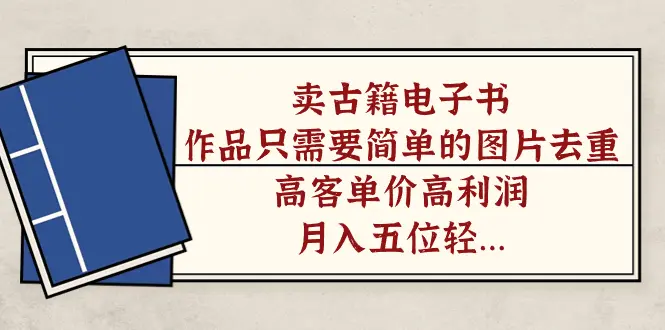 卖古籍电子书
作品只需要简单的图片去重
高客单价高利润
月入五位轻...